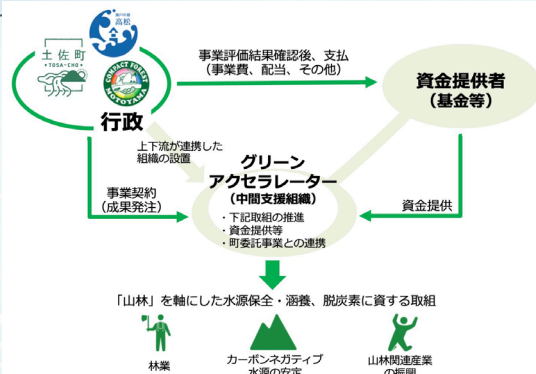 瀬戸の都
高松
土佐町
•TOSA-CHO•
COMPACT FOREST
MOTOYAMA
行政
事業評価結果確認後、支払
(事業費、配当、その他)
資金提供者
(基金等)
上下流が連携した
組織の設置
グリーン
アクセラレーター
(中間支援組織)
事業契約
(成果発注)
・下記取組の推進
・資金提供等
・町委託事業との連携
資金提供
「山林」を軸にした水源保全・涵養、脱炭素に資する取組
林業
カーボンネガティブ
水源の安定
山林関連産業
の振興